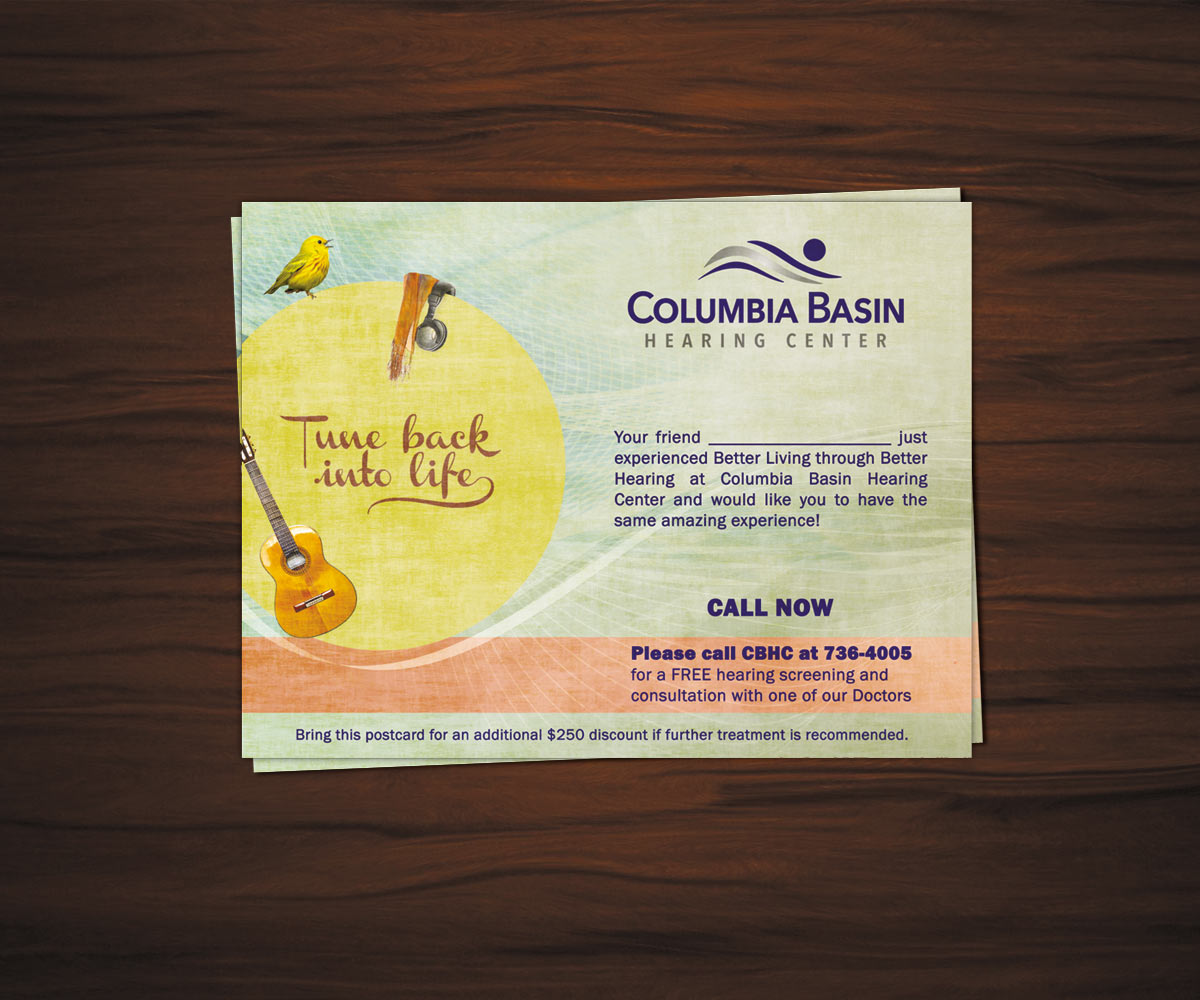 Tune back
into life
COLUMBIA BASIN
HEARING CENTER
Your friend ____________________ just
experienced Better Living through Better
Hearing at Columbia Basin Hearing
Center and would like you to have the
same amazing experience!
CALL NOW
Please call CBHC at 736-4005
for a FREE hearing screening and
consultation with one of our Doctors
Bring this postcard for an additional $250 discount if further treatment is recommended.